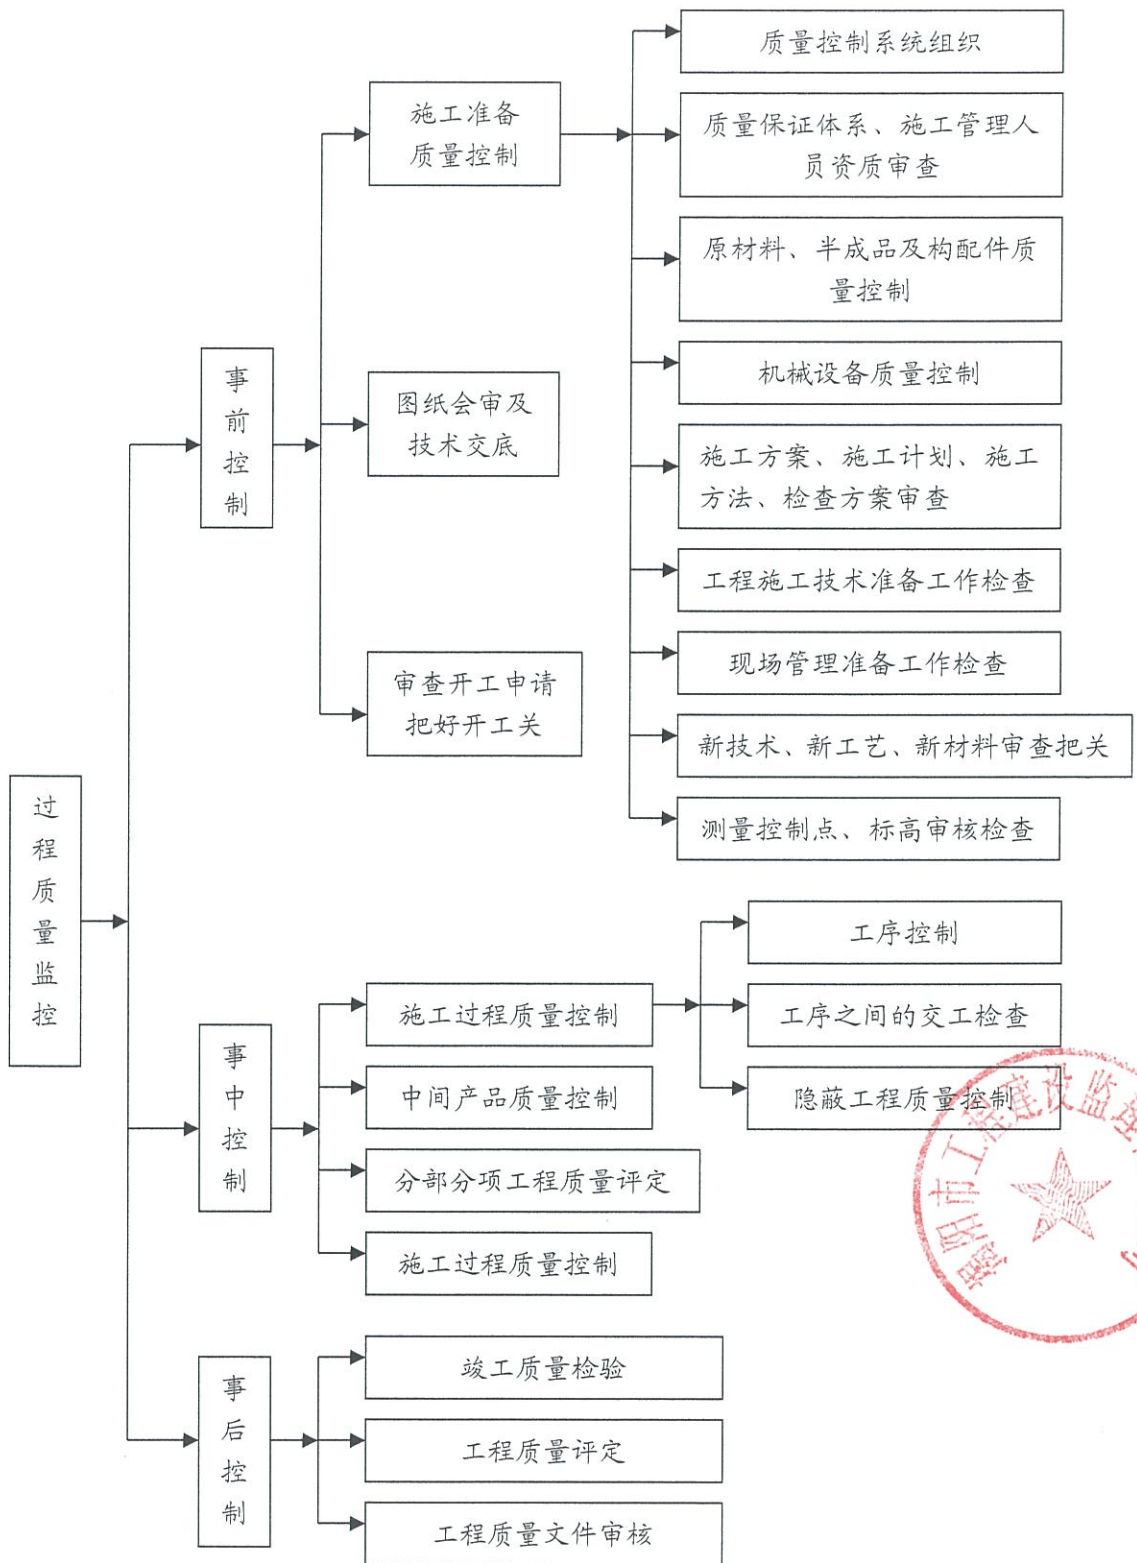 质量控制系统组织
施工准备
质量控制
质量保证体系、施工管理人
员资质审查
原材料、半成品及构配件质
量控制
机械设备质量控制
事前控制
图纸会审及
技术交底
施工方案、施工计划、施工
方法、检查方案审查
工程施工技术准备工作检查
现场管理准备工作检查
审查开工申请
把好开工关
新技术、新工艺、新材料审查把关
测量控制点、标高审核检查
过程质量监控
工序控制
施工过程质量控制
工序之间的交工检查
事中控制
中间产品质量控制
隐蔽工程质量控制
分部分项工程质量评定
施工过程质量控制
揭阳市工程建设监理
事后控制
竣工质量检验
工程质量评定
工程质量文件审核